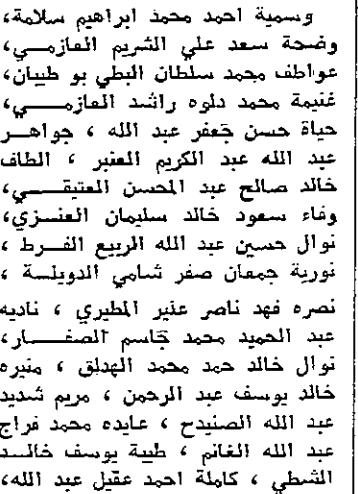 وسمية احمد محمد ابراهيم سلامة،
وضحة سعد علي الشريم العازمي،
عواطف محمد سلطان البطي بو طيبان،
غنيمة محمد دلوه راشد العازمي،
حياة حسن جعفر عبد الله ، جواهر
عبد الله عبد الكريم العنبر ، الطاف
خالد صالح عبد المحسن العتيقي،
وفاء سعود خالد سليمان العنزي،
نوال حسين عبد الله الربيع الفرط ،
نورية جمعان صفر شامي الدويلة ،
نصره فهد ناصر عنير المطيري ، ناديه
عبد الحميد محمد جاسم الصفار،
نوال خالد حمد محمد الهدلق ، منيره
خالد يوسف عبد الرحمن ، مريم شديد
عبد الله الصنيدح ، عايده محمد فراج
عبد الله الغانم ، طيبة يوسف خالد
الشطي ، كاملة احمد عقيل عبد الله،